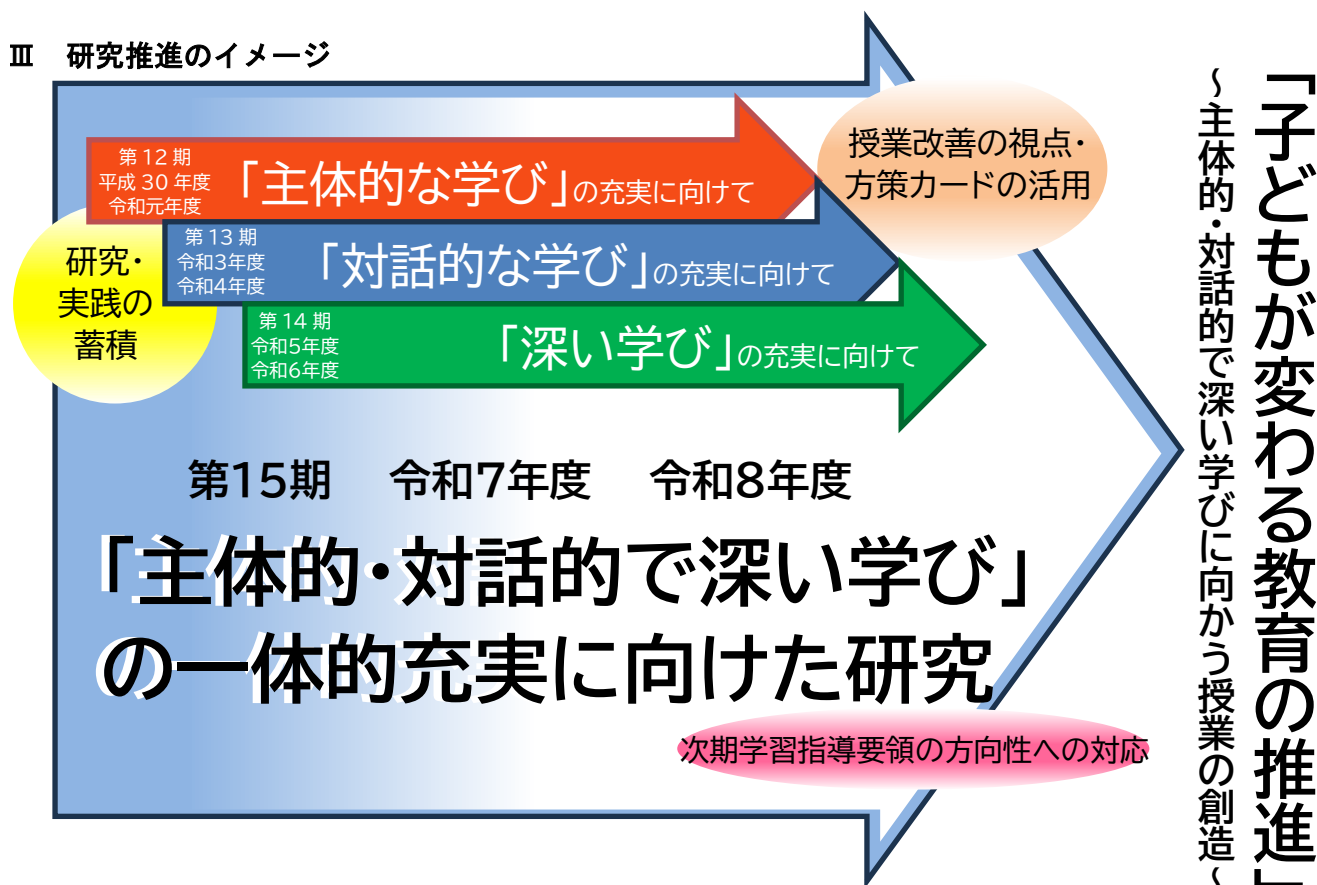 Ⅲ　研究推進のイメージ
第12期
平成30年度
令和元年度
「主体的な学び」の充実に向けて
第13期
令和3年度
令和4年度
「対話的な学び」の充実に向けて
第14期
令和5年度
令和6年度
「深い学び」の充実に向けて
研究・
実践の
蓄積
授業改善の視点・
方策カードの活用
第15期　令和7年度　令和8年度
「主体的・対話的で深い学び」
の一体的充実に向けた研究
次期学習指導要領の方向性への対応
「子どもが変わる教育の推進」
～主体的・対話的で深い学びに向かう授業の創造～